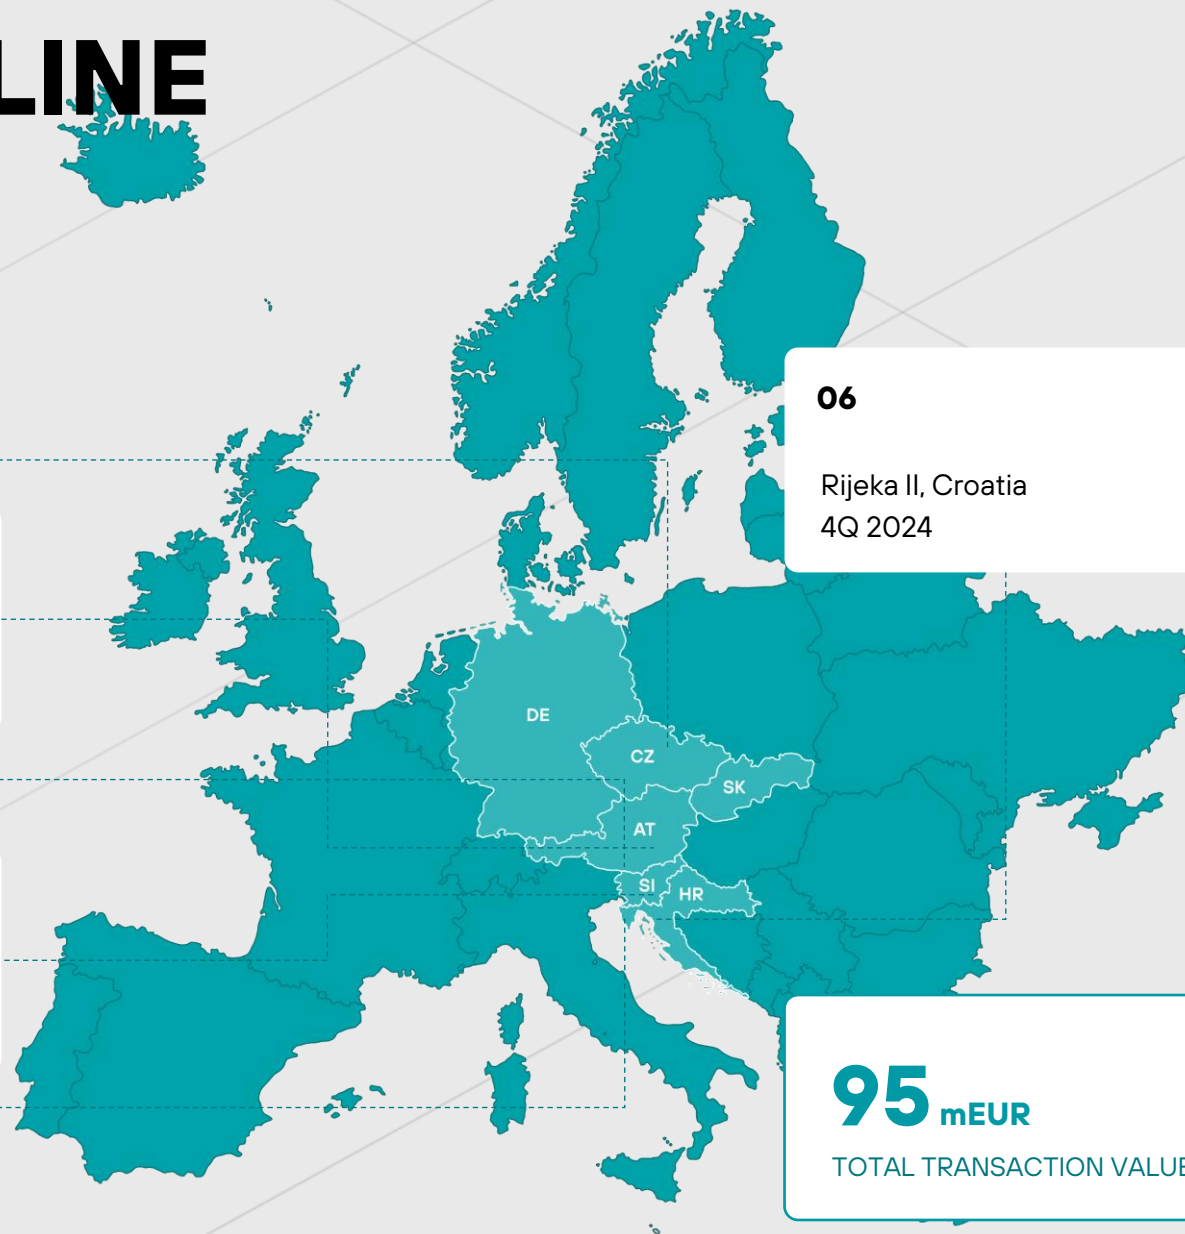 LINE
06
Rijeka II, Croatia
4Q 2024
DE
CZ
SK
AT
SI
HR
95 mEUR
TOTAL TRANSACTION VALUE